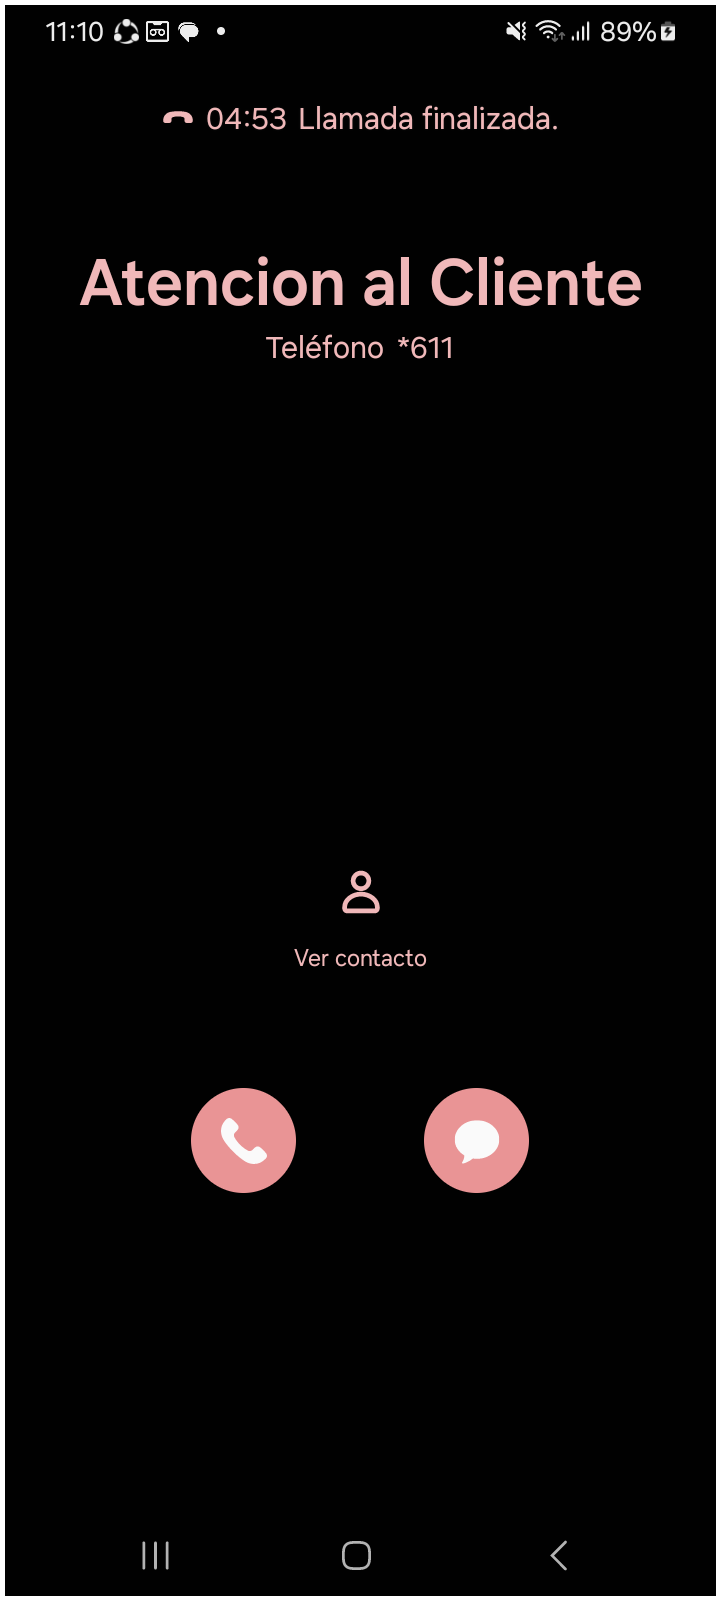 11:10 89%
04:53 Llamada finalizada.
Atencion al Cliente
Teléfono *611
Ver contacto